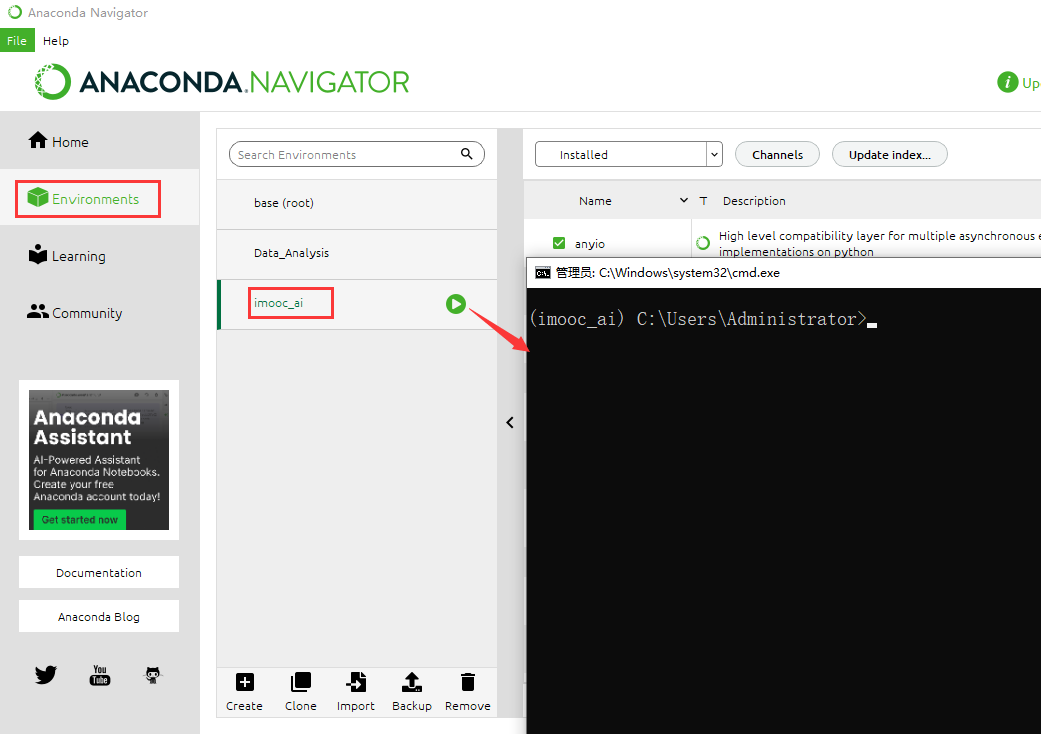 Anaconda Navigator
File Help
ANACONDA.NAVIGATOR
Up
Home
Environments
Learning
Community
Anaconda
Assistant
AI-Powered Assistant
for Anaconda Notebooks.
Create your free
Anaconda account today!
Get started now
Documentation
Anaconda Blog
You
Tube
Search Environments
base (root)
Data_Analysis
imooc_ai
Create Clone Import Backup Remove
Installed Channels Update index...
Name T Description
anyio
High level compatibility layer for multiple asynchronous e
implementations on python
管理员: C:\Windows\system32\cmd.exe
(imooc_ai) C:\Users\Administrator>